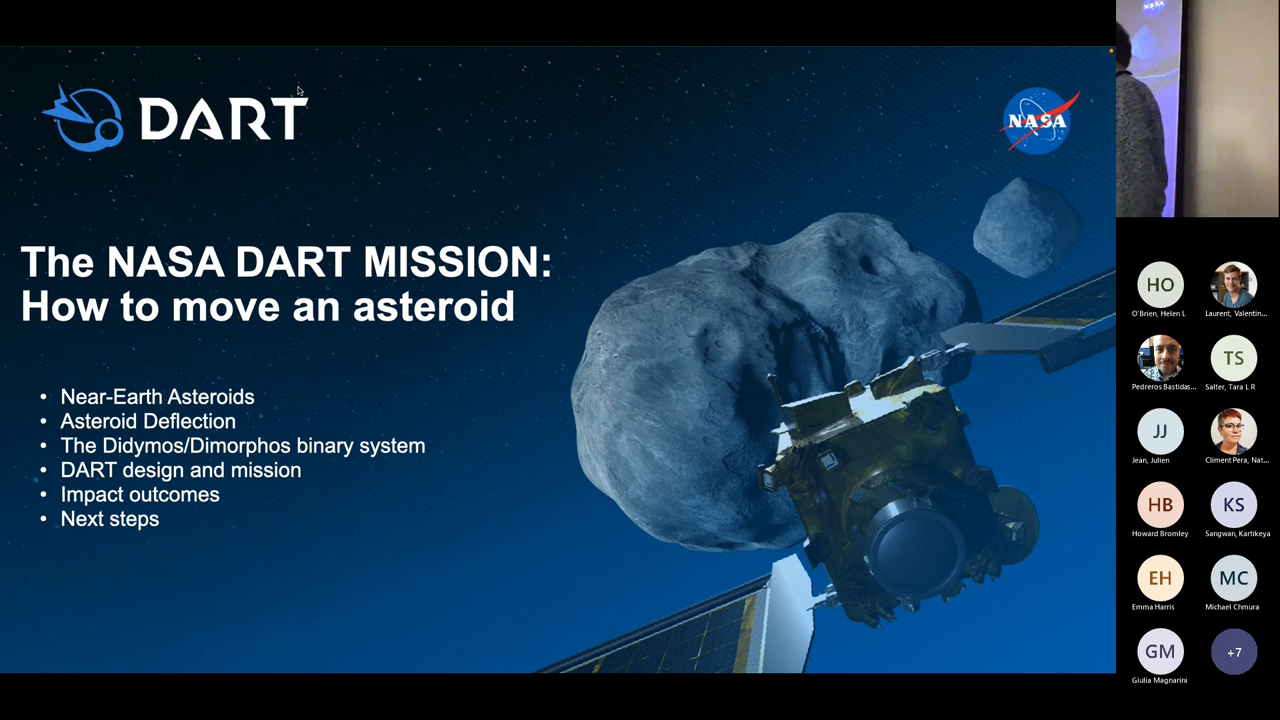 DART
NASA
The NASA DART MISSION:
How to move an asteroid
• Near-Earth Asteroids
• Asteroid Deflection
• The Didymos/Dimorphos binary system
• DART design and mission
• Impact outcomes
• Next steps
NASA
HO
O'Brien, Helen L
Laurent, Valentin...
Pedreros Bastidas...
TS
Salter, Tara L R
JJ
Jean, Julien
Climent Pera, Nat...
HB
Howard Bromley
KS
Sangwan, Kartikeya
EH
Emma Harris
MC
Michael Chmura
GM
Giulia Magnarini
+7